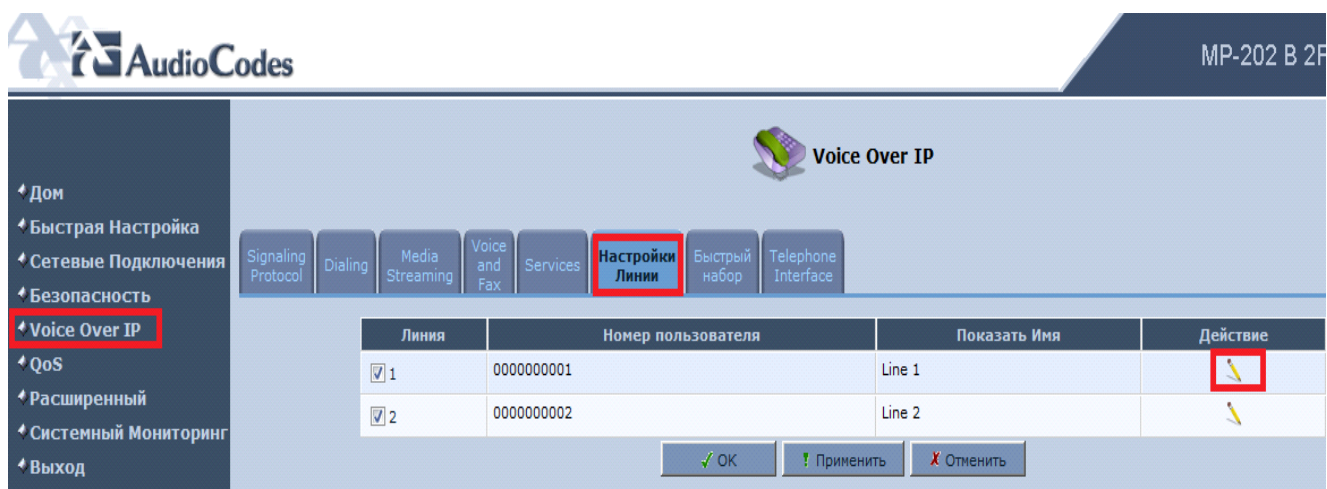 AudioCodes
MP-202 B 2F
Voice Over IP
Дом
Быстрая Настройка
Сетевые Подключения
Безопасность
Voice Over IP
QoS
Расширенный
Системный Мониторинг
Выход
Signaling
Protocol
Dialing
Media
Streaming
Voice
and
Fax
Services
Настройки
Линии
Быстрый
набор
Telephone
Interface
Линия Номер пользователя Показать Имя Действие
1 0000000001 Line 1
2 0000000002 Line 2
OK Применить Отменить